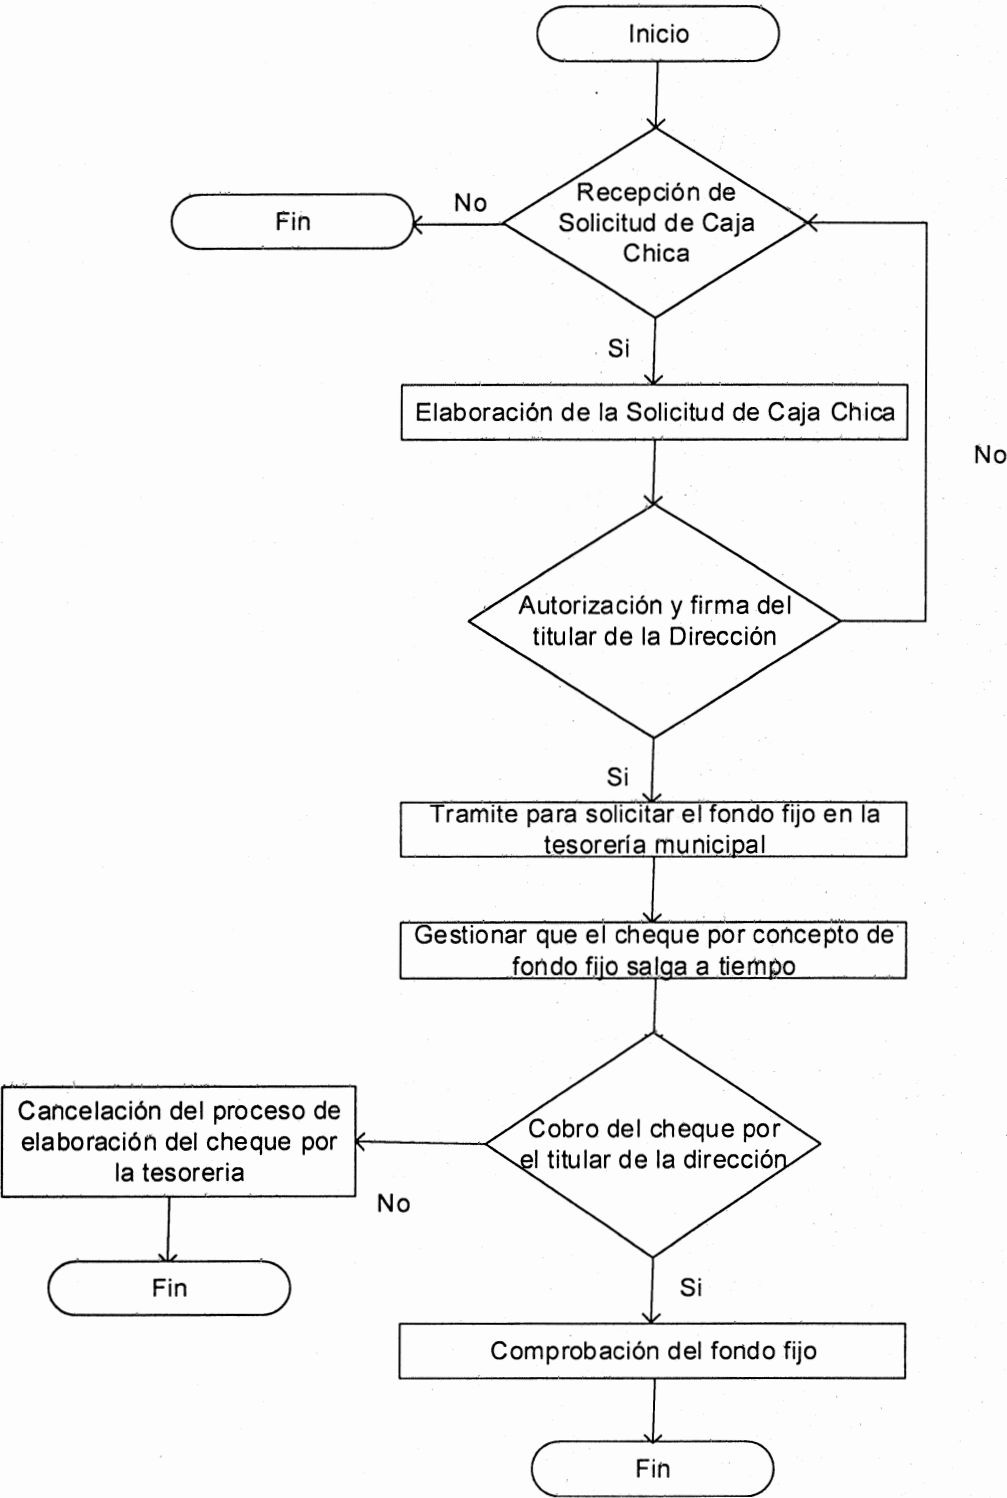 Inicio
Recepción de
Solicitud de Caja
Chica
No
Fin
Si
Elaboración de la Solicitud de Caja Chica
No
Autorización y firma del
titular de la Dirección
Si
Tramite para solicitar el fondo fijo en la
tesorería municipal
Gestionar que el cheque por concepto de
fondo fijo salga a tiempo
Cobro del cheque por
el titular de la dirección
Cancelación del proceso de
elaboración del cheque por
la tesoreria
No
Fin
Si
Comprobación del fondo fijo
Fin